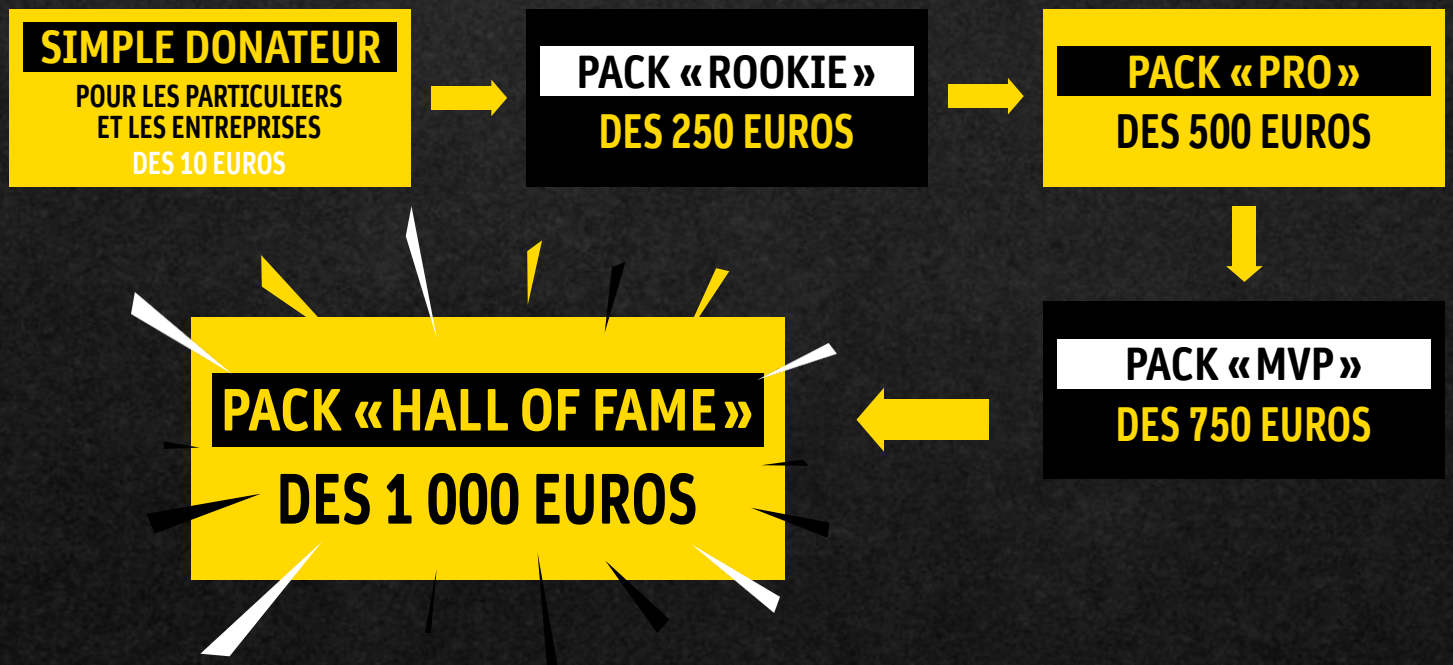 SIMPLE DONATEUR
POUR LES PARTICULIERS
ET LES ENTREPRISES
DES 10 EUROS
PACK « ROOKIE »
DES 250 EUROS
PACK « PRO »
DES 500 EUROS
PACK « MVP »
DES 750 EUROS
PACK « HALL OF FAME »
DES 1 000 EUROS